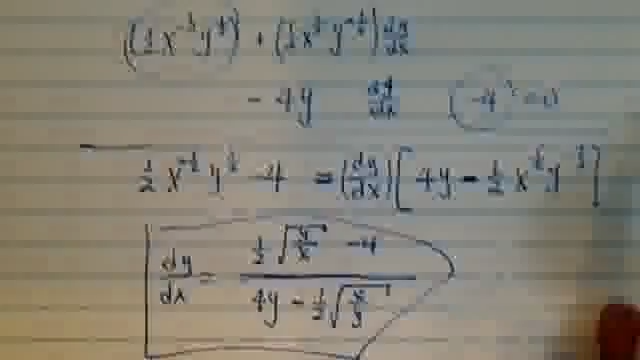 (½x^-½ y^½) + (½x^½ y^-½) dy/dx
- 4y dy/dx -4 = 0
½ x^-½ y^½ -4 = (dy/dx) [4y - ½ x^½ y^-½]
dy/dx = (½√(y/x) -4) / (4y - ½√(x/y))